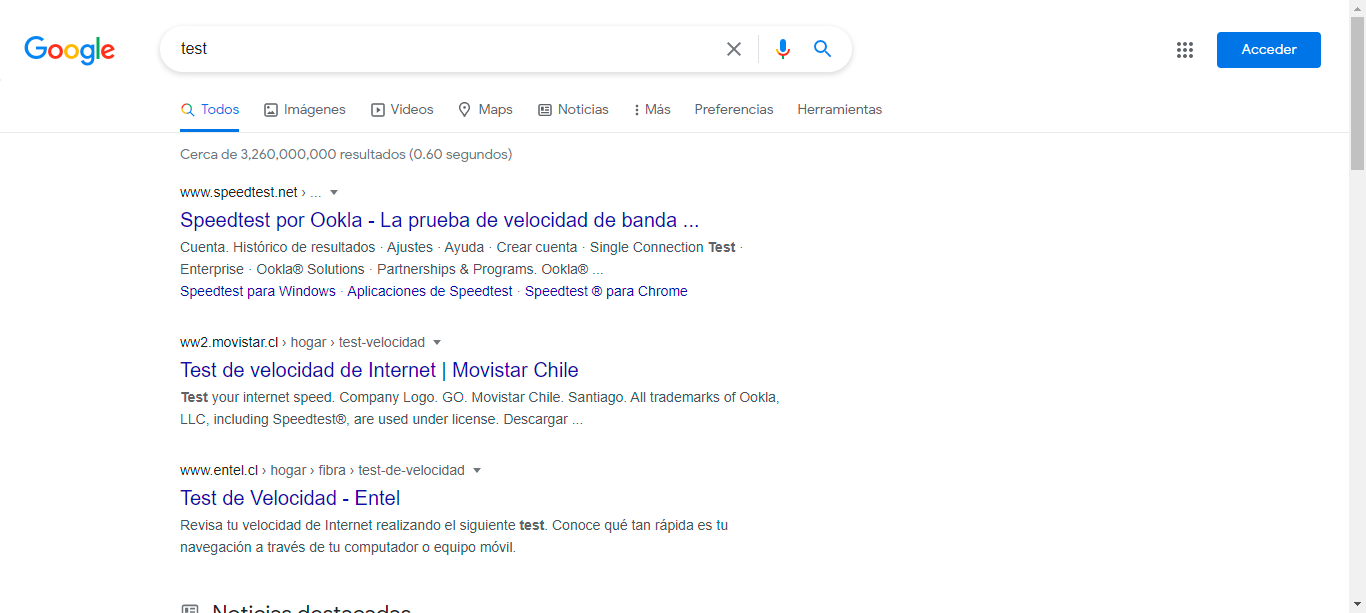 Google
test
Acceder
Todos
Imágenes
Videos
Maps
Noticias
Más
Preferencias
Herramientas
Cerca de 3,260,000,000 resultados (0.60 segundos)
www.speedtest.net › ...
Speedtest por Ookla - La prueba de velocidad de banda ...
Cuenta. Histórico de resultados · Ajustes · Ayuda · Crear cuenta · Single Connection Test ·
Enterprise · Ookla® Solutions · Partnerships & Programs. Ookla® ...
Speedtest para Windows · Aplicaciones de Speedtest · Speedtest ® para Chrome
ww2.movistar.cl › hogar › test-velocidad
Test de velocidad de Internet | Movistar Chile
Test your internet speed. Company Logo. GO. Movistar Chile. Santiago. All trademarks of Ookla,
LLC, including Speedtest®, are used under license. Descargar ...
www.entel.cl › hogar › fibra › test-de-velocidad
Test de Velocidad - Entel
Revisa tu velocidad de Internet realizando el siguiente test. Conoce qué tan rápida es tu
navegación a través de tu computador o equipo móvil.
Noticias destacadas